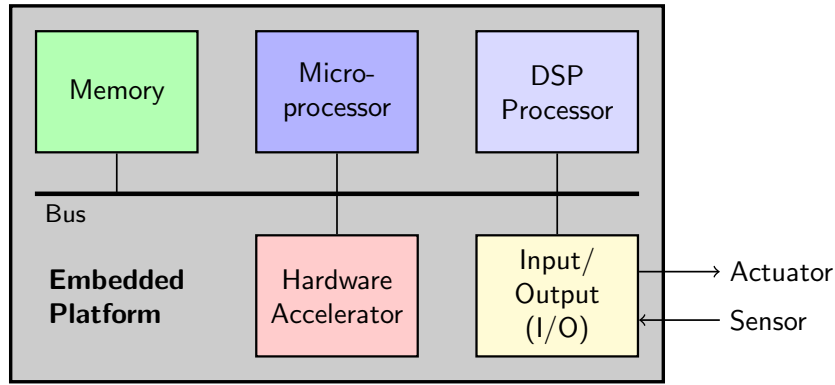 Memory
Micro-
processor
DSP
Processor
Bus
Embedded
Platform
Hardware
Accelerator
Input/
Output
(I/O)
Actuator
Sensor